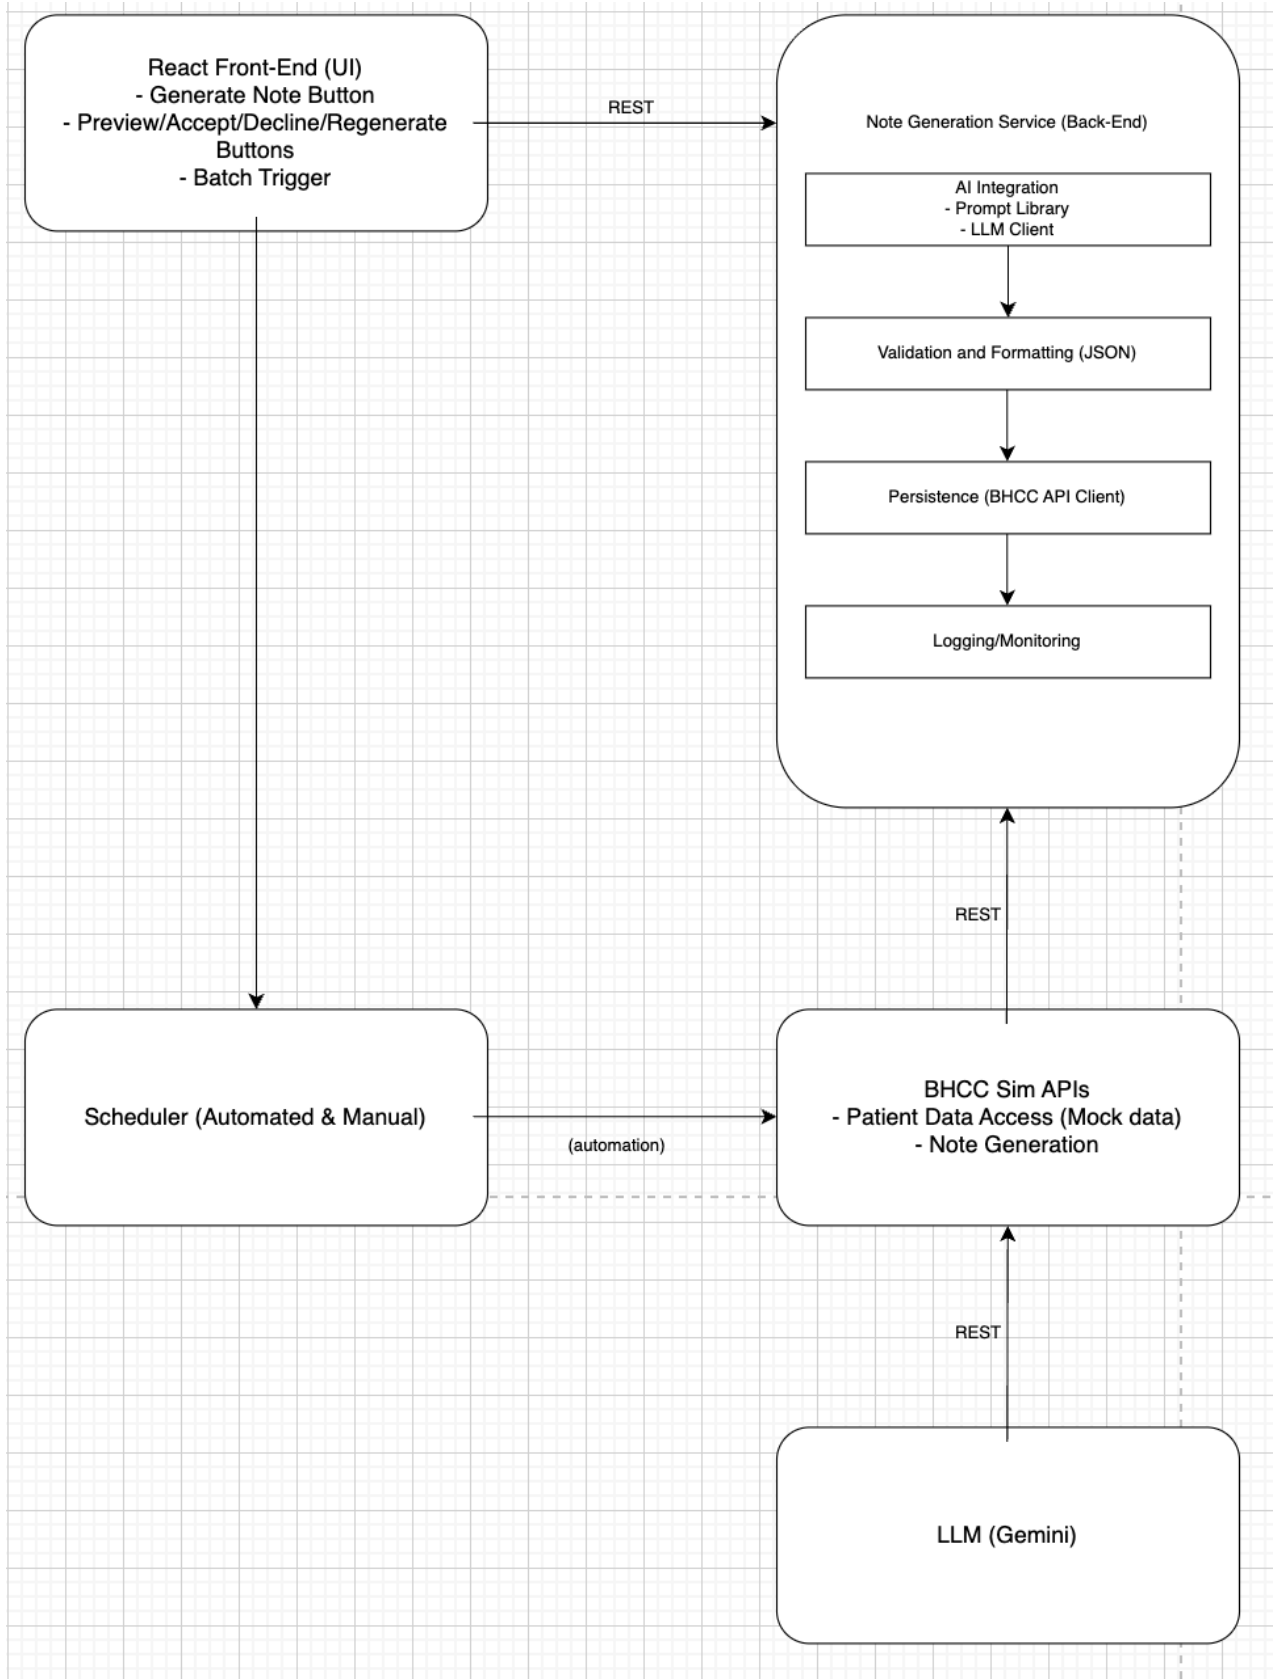 React Front-End (UI)
- Generate Note Button
- Preview/Accept/Decline/Regenerate
Buttons
- Batch Trigger
REST
Note Generation Service (Back-End)
AI Integration
- Prompt Library
- LLM Client
Validation and Formatting (JSON)
Persistence (BHCC API Client)
Logging/Monitoring
REST
Scheduler (Automated & Manual)
(automation)
BHCC Sim APIs
- Patient Data Access (Mock data)
- Note Generation
REST
LLM (Gemini)